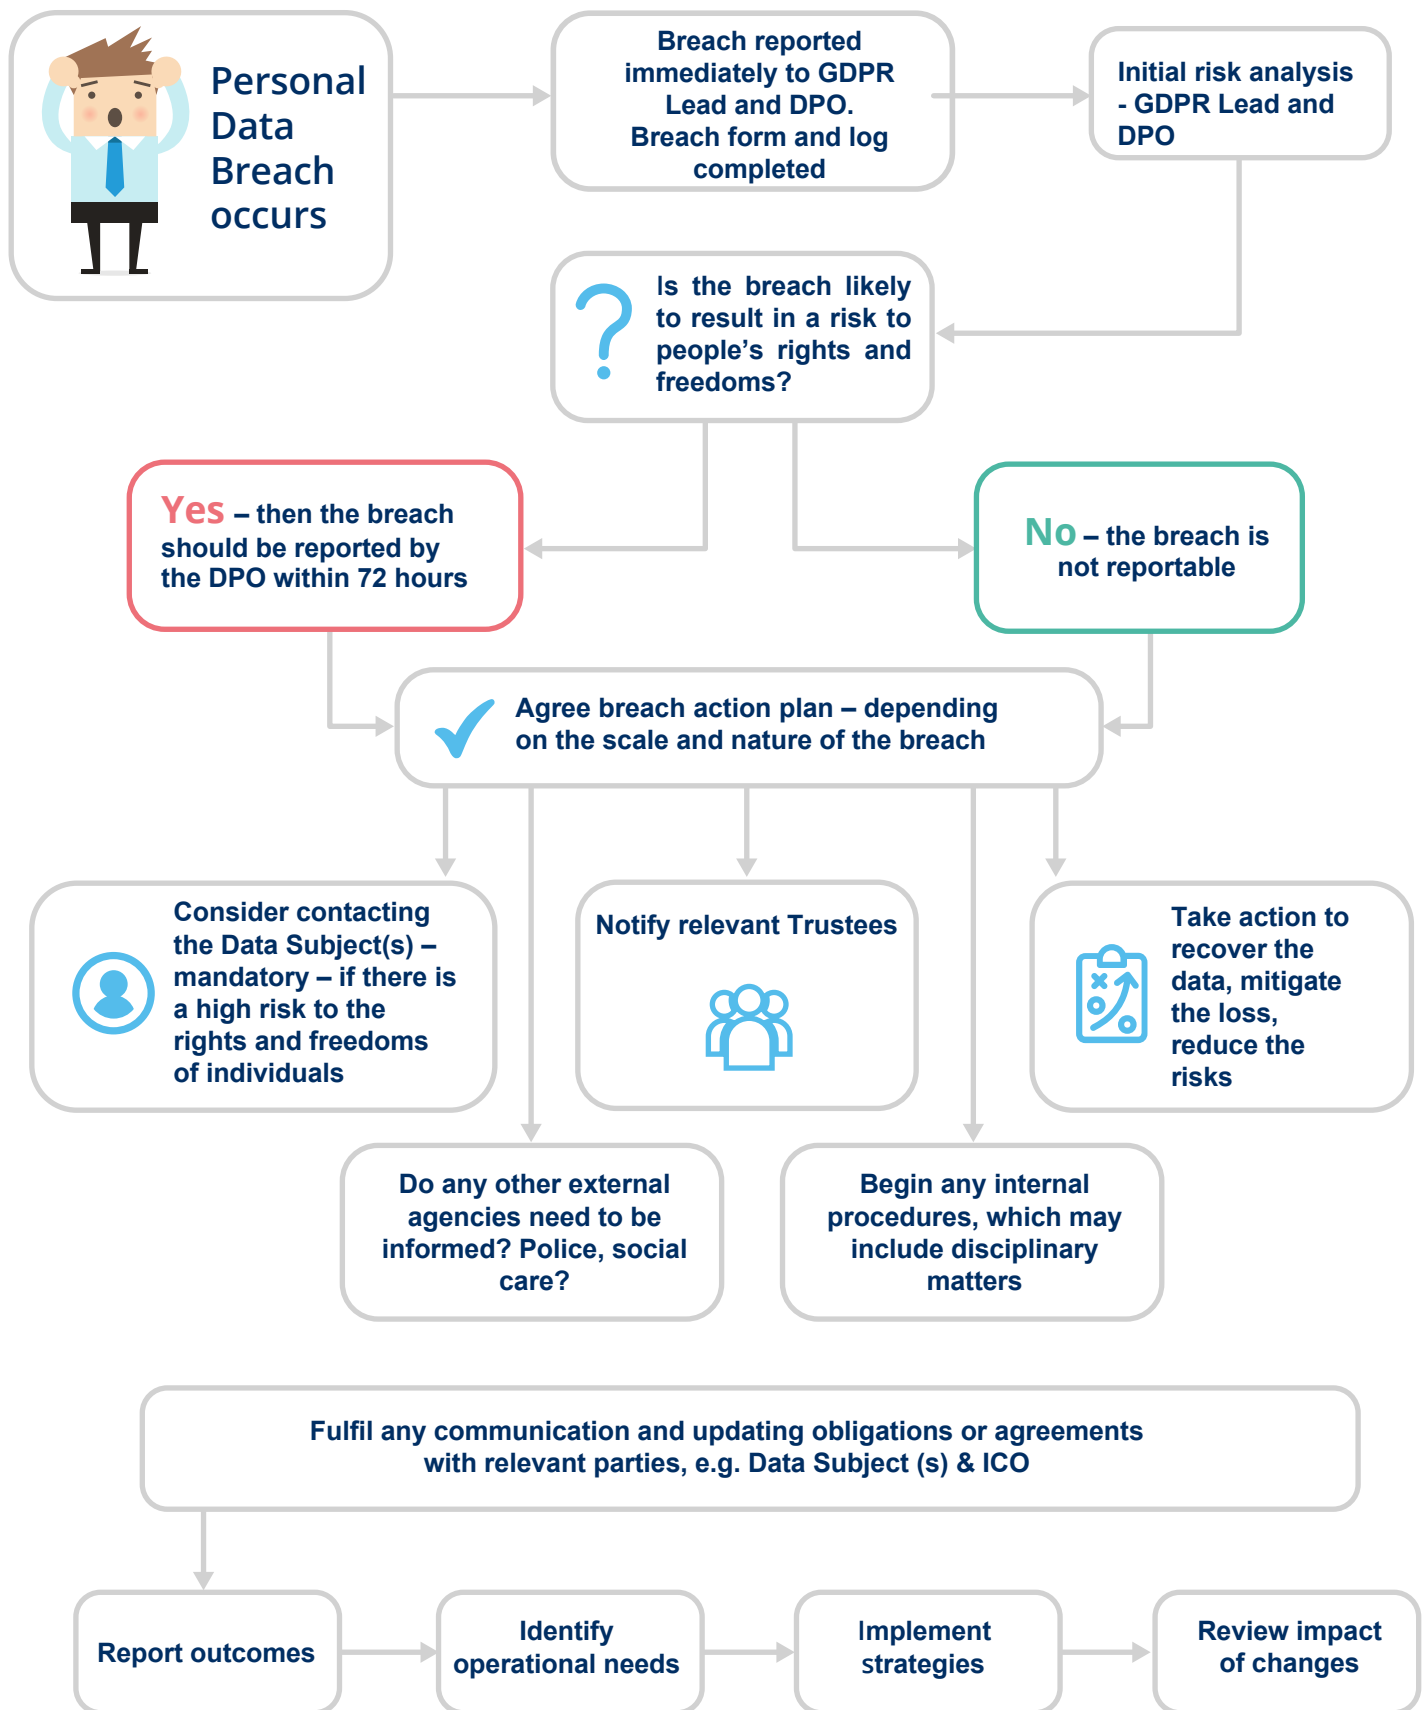 Personal
Data
Breach
occurs
Breach reported
immediately to GDPR
Lead and DPO.
Breach form and log
completed
Initial risk analysis
- GDPR Lead and
DPO
Is the breach likely
to result in a risk to
people’s rights and
freedoms?
Yes – then the breach
should be reported by
the DPO within 72 hours
No – the breach is
not reportable
Agree breach action plan – depending
on the scale and nature of the breach
Consider contacting
the Data Subject(s) –
mandatory – if there is
a high risk to the
rights and freedoms
of individuals
Notify relevant Trustees
Take action to
recover the
data, mitigate
the loss,
reduce the
risks
Do any other external
agencies need to be
informed? Police, social
care?
Begin any internal
procedures, which may
include disciplinary
matters
Fulfil any communication and updating obligations or agreements
with relevant parties, e.g. Data Subject (s) & ICO
Report outcomes
Identify
operational needs
Implement
strategies
Review impact
of changes